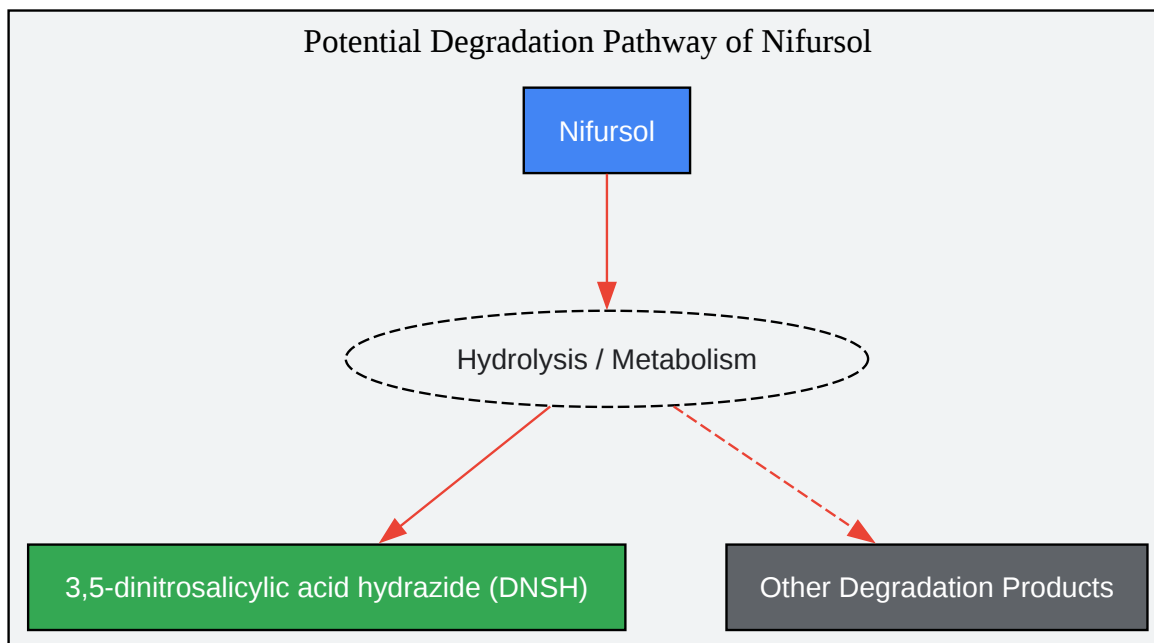 Potential Degradation Pathway of Nifursol
Nifursol
Hydrolysis / Metabolism
3,5-dinitrosalicylic acid hydrazide (DNSH)
Other Degradation Products